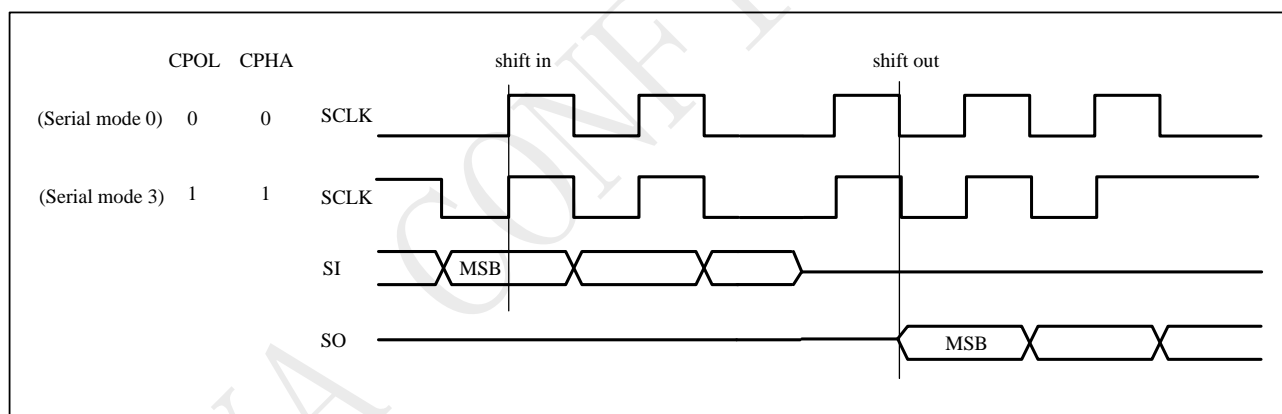 CPOL CPHA shift in shift out
(Serial mode 0) 0 0 SCLK
(Serial mode 3) 1 1 SCLK
SI MSB
SO MSB